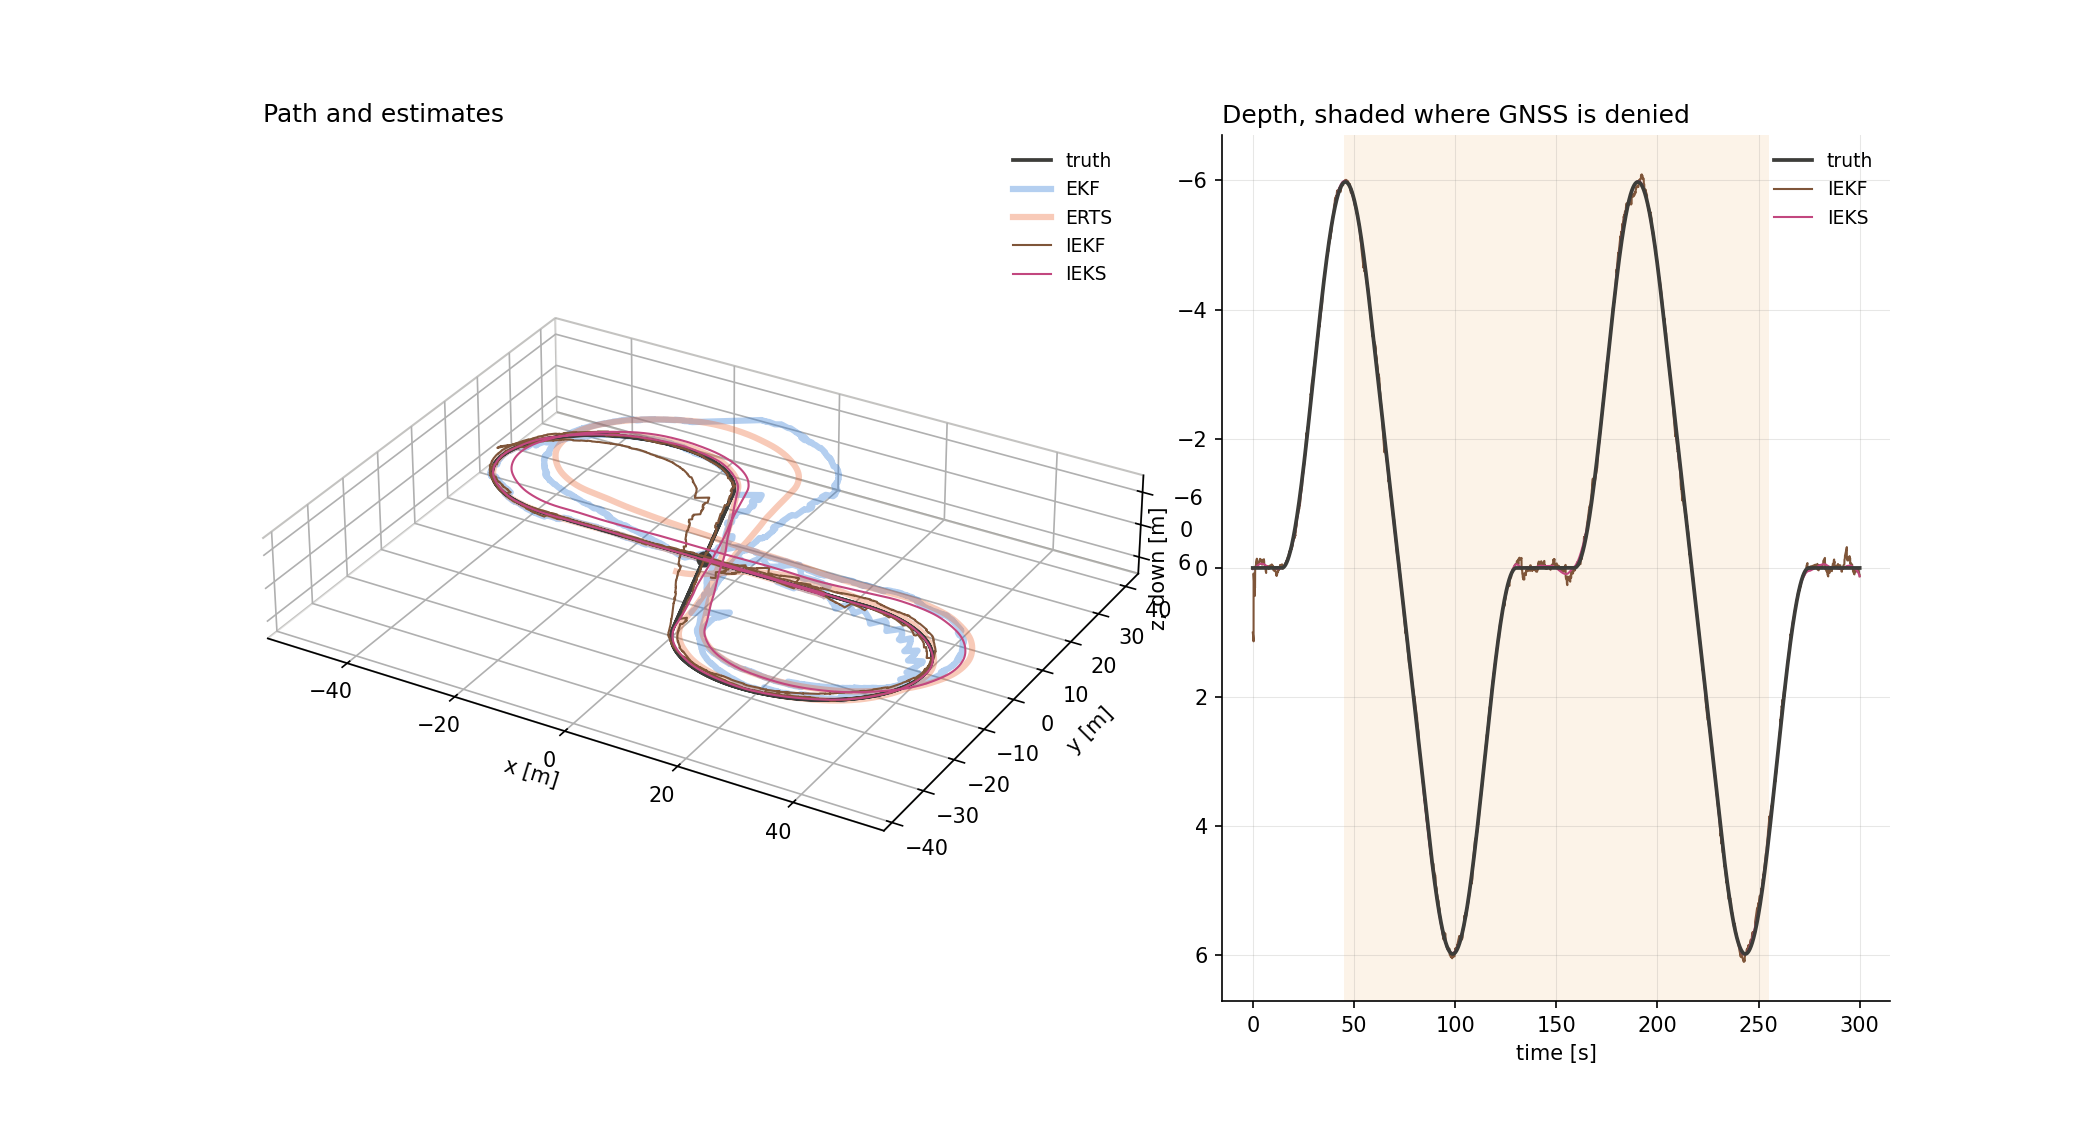 Path and estimates
truth
EKF
ERTS
IEKF
IEKS
−6
0
6
z-down [m]
40
30
20
10
0
−10
−20
−30
−40
y [m]
−40
−20
0
20
40
x [m]
Depth, shaded where GNSS is denied
truth
IEKF
IEKS
−6
−4
−2
0
2
4
6
0
50
100
150
200
250
300
time [s]